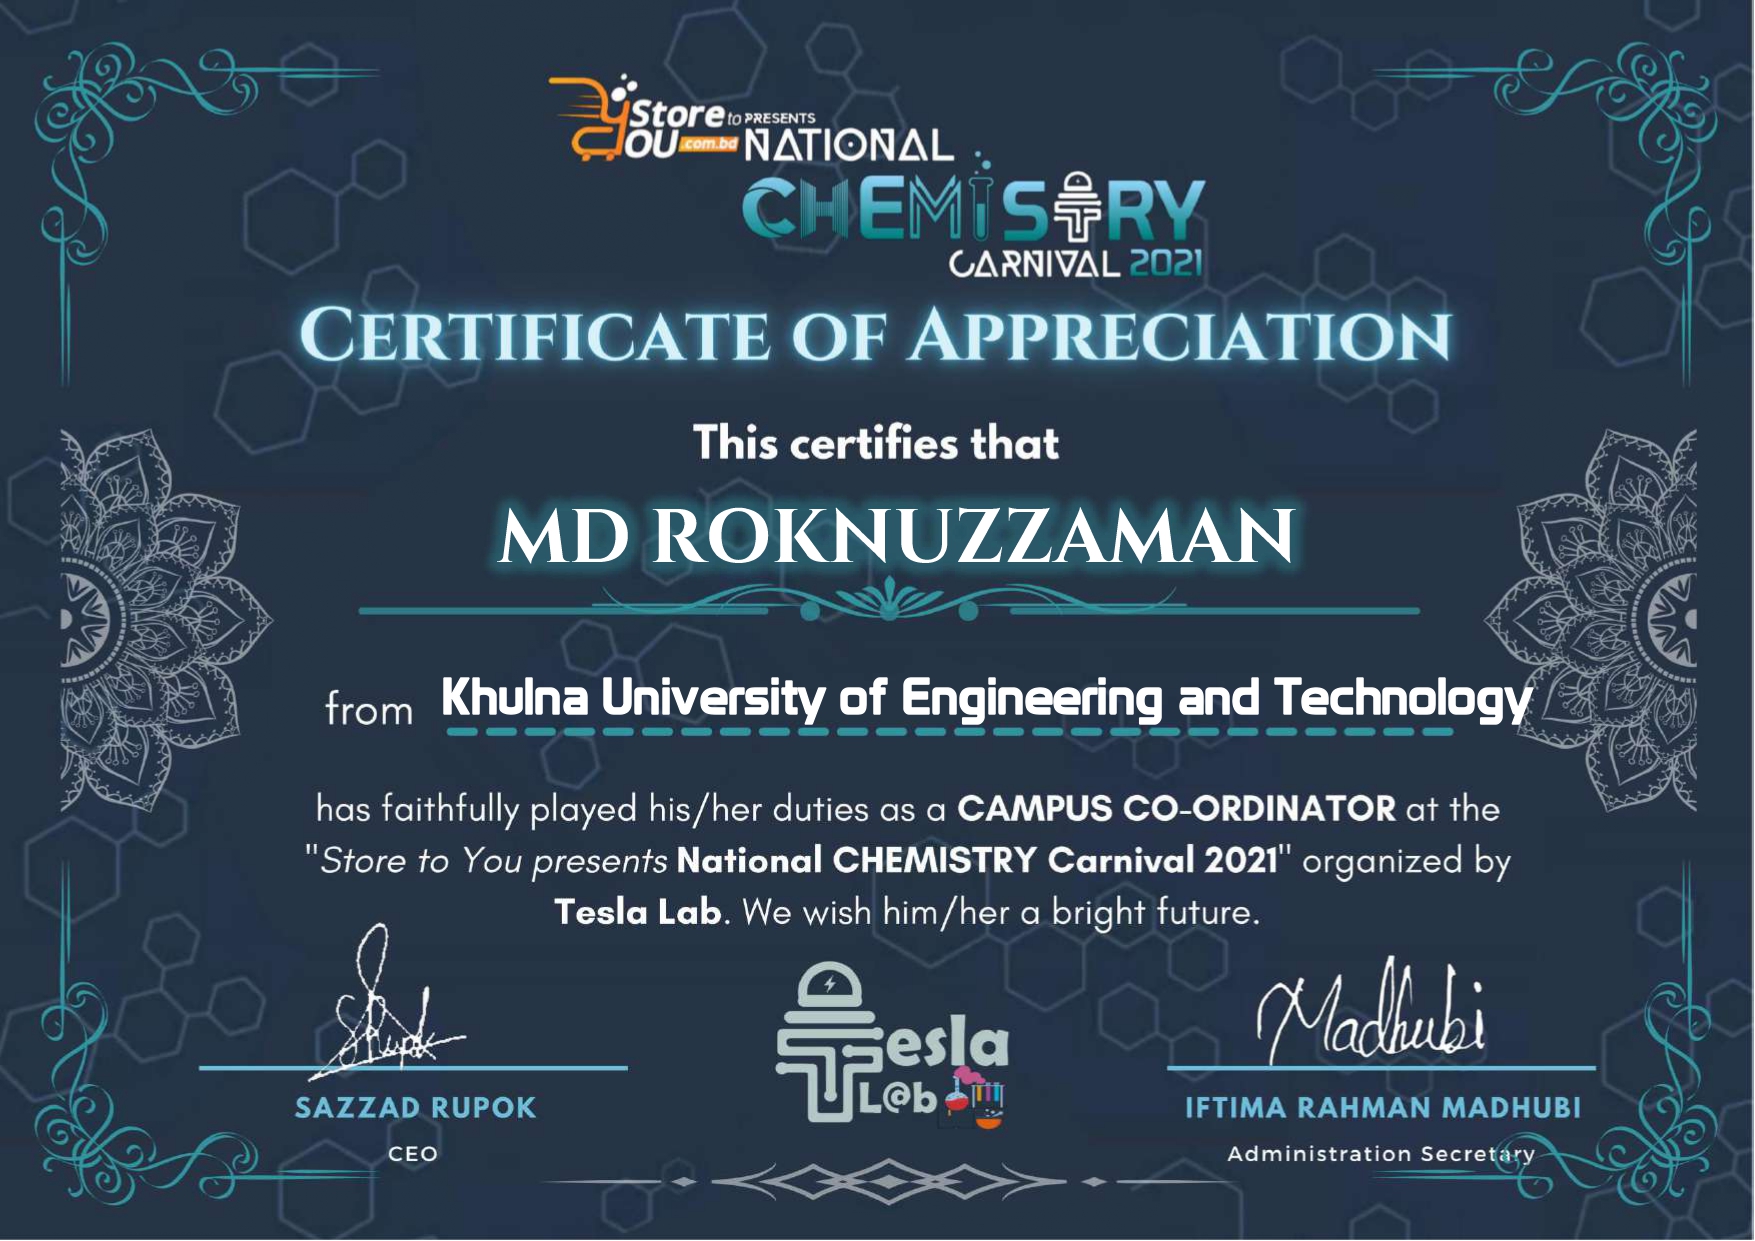 Store to PRESENTS
YOU .com.bd NATIONAL
CHEMISTRY
CARNIVAL 2021
CERTIFICATE OF APPRECIATION
This certifies that
MD ROKNUZZAMAN
from Khulna University of Engineering and Technology
has faithfully played his/her duties as a CAMPUS CO-ORDINATOR at the
"Store to You presents National CHEMISTRY Carnival 2021" organized by
Tesla Lab. We wish him/her a bright future.
SRupok
Madhubi
Tesla
L@b
SAZZAD RUPOK
IFTIMA RAHMAN MADHUBI
CEO
Administration Secretary